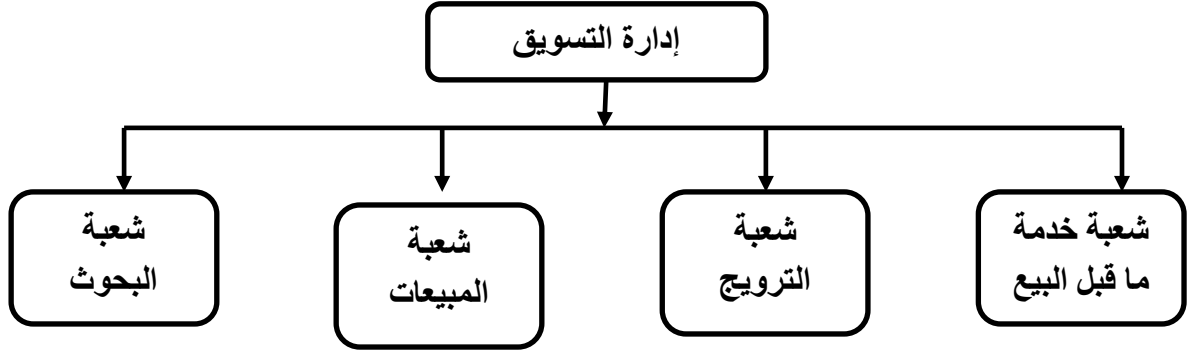 إدارة التسويق
شعبة خدمة
ما قبل البيع
شعبة
الترويج
شعبة
المبيعات
شعبة
البحوث